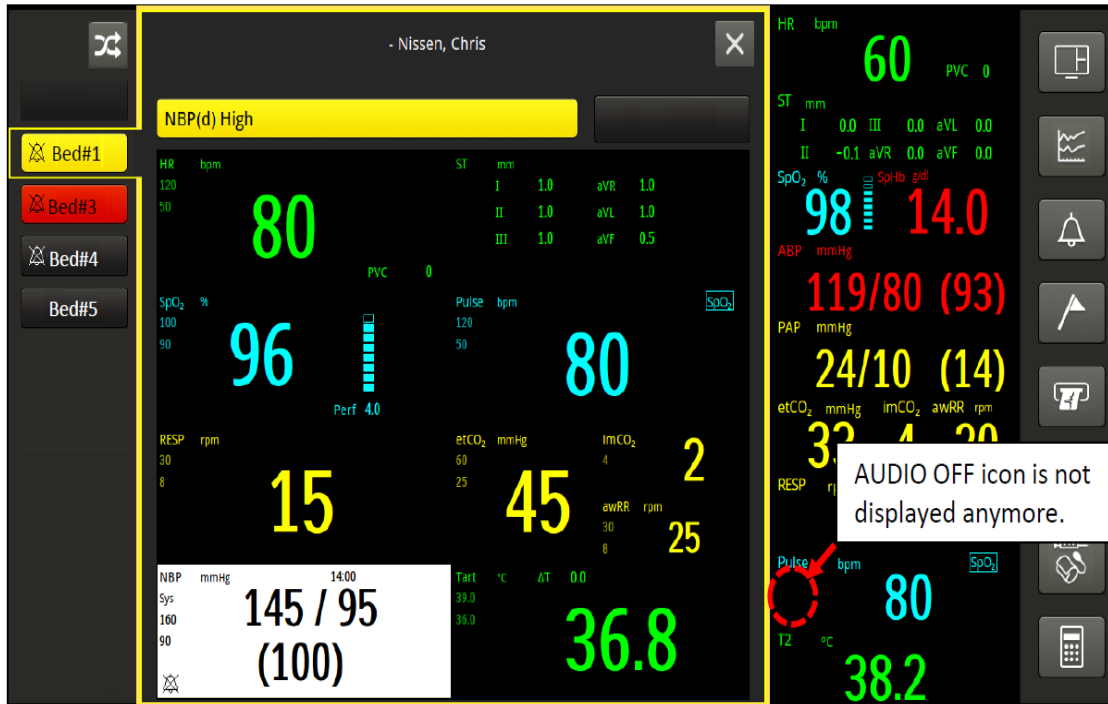 - Nissen, Chris
NBP(d) High
Bed#1
Bed#3
Bed#4
Bed#5
HR bpm
120
50
80
PVC 0
ST mm
I 1.0 aVR 1.0
II 1.0 aVL 1.0
III 1.0 aVF 0.5
SpO₂ %
100
90
96
Perf 4.0
Pulse bpm
SpO₂
120
50
80
RESP rpm
30
8
15
etCO₂ mmHg
60
25
45
imCO₂
4
2
awRR rpm
30
8
25
NBP mmHg 14:00
Sys
160
90
145 / 95
(100)
Tart °C ΔT 0.0
39.0
36.0
36.8
HR bpm
60
PVC 0
ST mm
I 0.0 III 0.0 aVL 0.0
II -0.1 aVR 0.0 aVF 0.0
SpO₂ % SpHb g/dl
98 14.0
ABP mmHg
119/80 (93)
PAP mmHg
24/10 (14)
etCO₂ mmHg imCO₂ awRR rpm
RESP
AUDIO OFF icon is not
displayed anymore.
Pulse bpm SpO₂
80
T2 °C
38.2